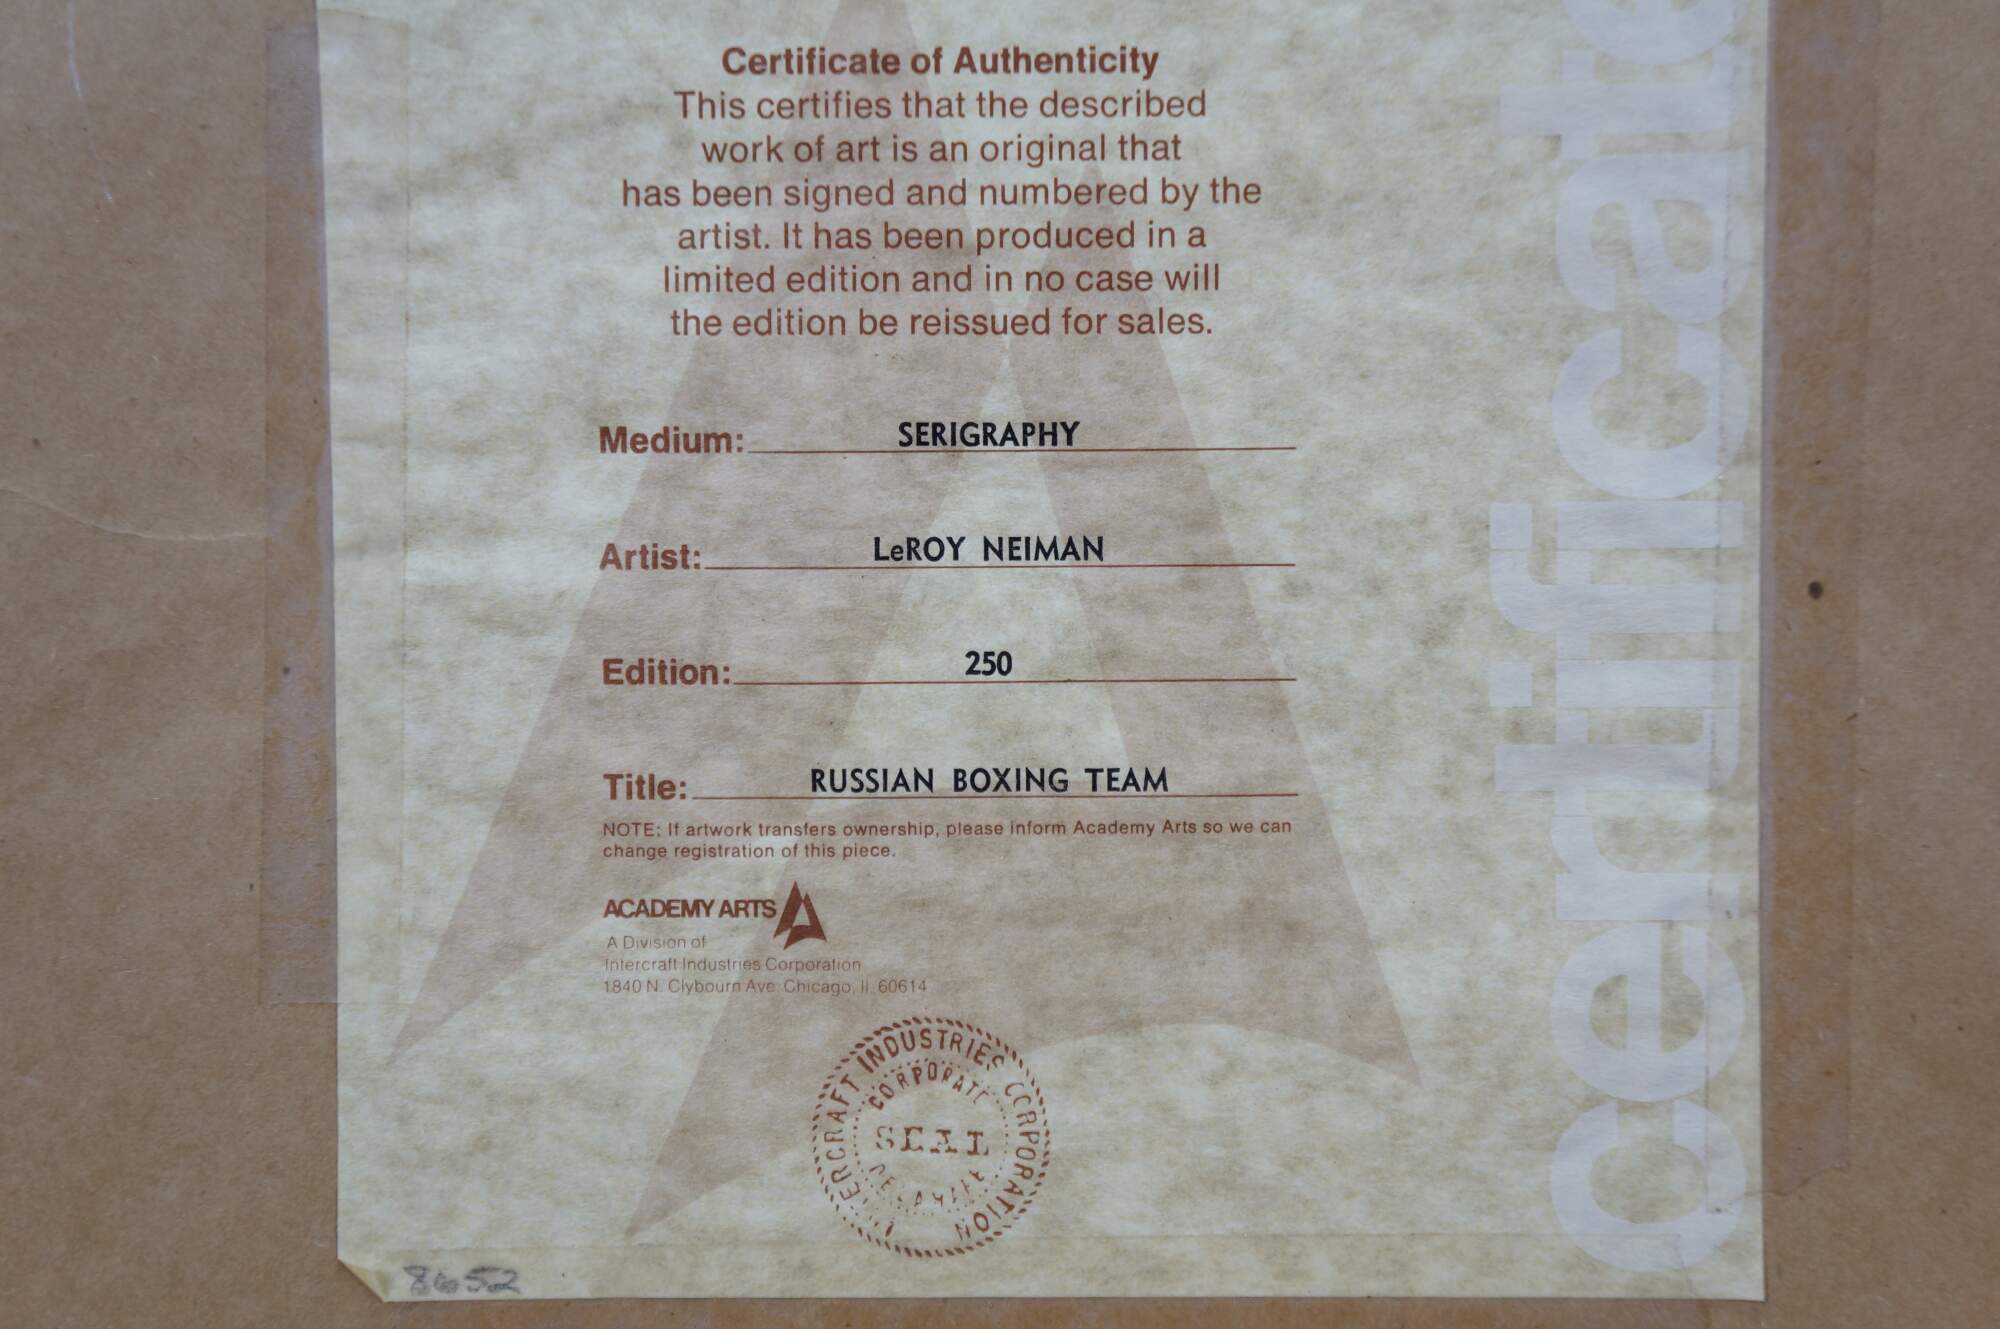 Certificate of Authenticity
This certifies that the described
work of art is an original that
has been signed and numbered by the
artist. It has been produced in a
limited edition and in no case will
the edition be reissued for sales.
Medium: SERIGRAPHY
Artist: LeROY NEIMAN
Edition: 250
Title: RUSSIAN BOXING TEAM
NOTE: If artwork transfers ownership, please inform Academy Arts so we can
change registration of this piece.
ACADEMY ARTS
A Division of
Intercraft Industries Corporation
1840 N. Clybourn Ave. Chicago, Il. 60614
INTERCRAFT INDUSTRIES CORPORATION
CORPORATE
SEAL
DELAWARE
8652
certificate